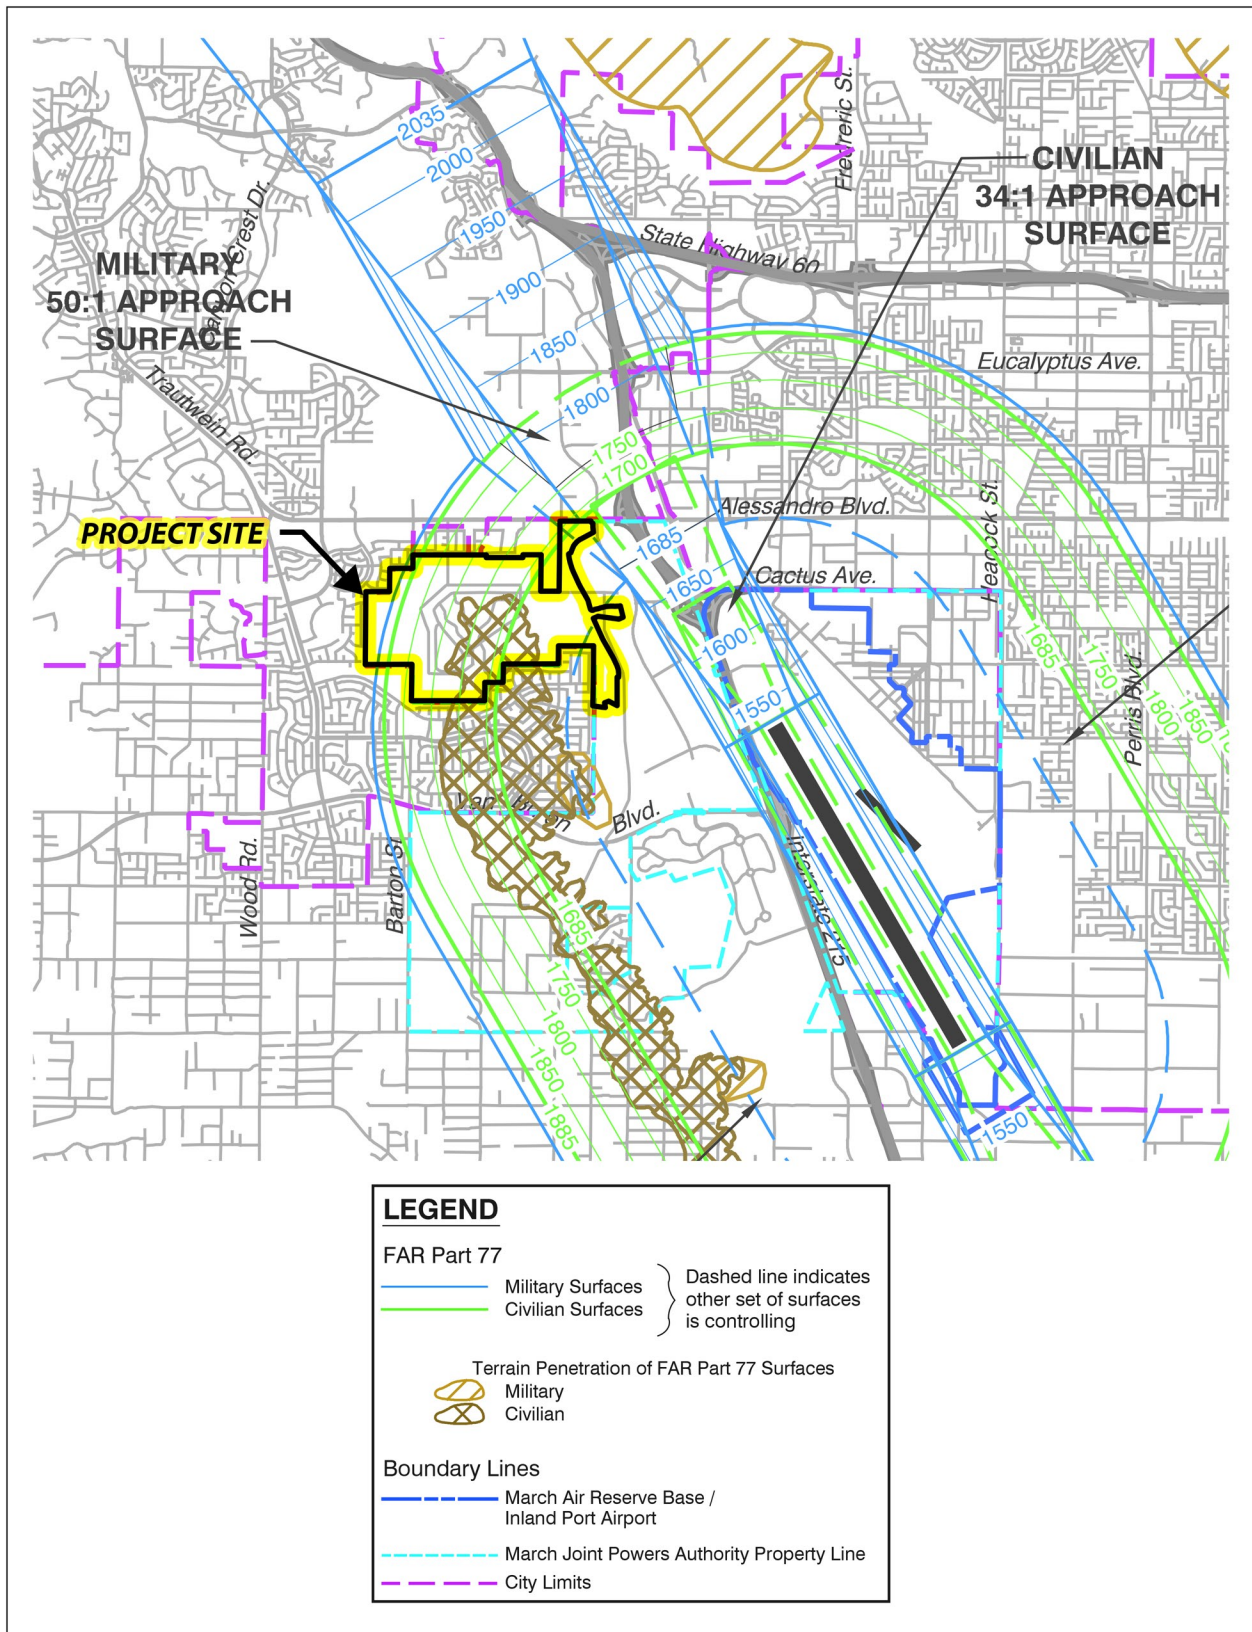 2035
2000
1950
1900
1850
1800
1750
1700
1685
1650
1600
1550
Fredreric St.
CIVILIAN
34:1 APPROACH
SURFACE
State Highway 60
Crest Dr.
MILITARY
50:1 APPROACH
SURFACE
Trautwein Rd.
Eucalyptus Ave.
Alessandro Blvd.
PROJECT SITE
Cactus Ave.
Heacock St.
Perris Blvd.
1685
1750
1800
1850
Van Buren
Blvd.
Wood Rd.
Barton St
Interstate 215
1685
1750
1800
1850
1885
1550
LEGEND
FAR Part 77
Military Surfaces
Civilian Surfaces
Dashed line indicates
other set of surfaces
is controlling
Terrain Penetration of FAR Part 77 Surfaces
Military
Civilian
Boundary Lines
March Air Reserve Base /
Inland Port Airport
March Joint Powers Authority Property Line
City Limits